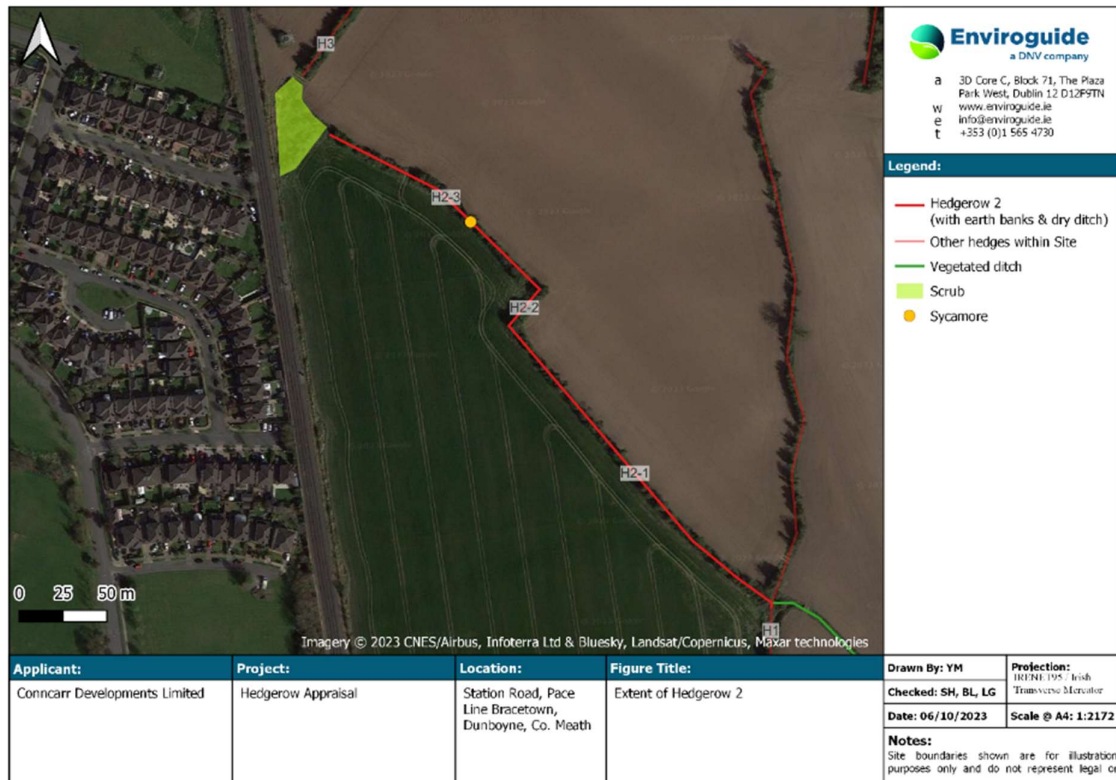 H3
H2-3
H2-2
H2-1
H1
0 25 50 m
Imagery © 2023 CNES/Airbus, Infoterra Ltd & Bluesky, Landsat/Copernicus, Maxar technologies
Enviroguide
a DNV company
a 3D Core C, Block 71, The Plaza
Park West, Dublin 12 D12F9TN
w www.enviroguide.ie
e info@enviroguide.ie
t +353 (0)1 565 4730
Legend:
Hedgerow 2
(with earth banks & dry ditch)
Other hedges within Site
Vegetated ditch
Scrub
Sycamore
Applicant:
Conncarr Developments Limited
Project:
Hedgerow Appraisal
Location:
Station Road, Pace
Line Bracetown,
Dunboyne, Co. Meath
Figure Title:
Extent of Hedgerow 2
Drawn By: YM
Checked: SH, BL, LG
Date: 06/10/2023
Projection:
IRENET95 / Irish
Transverse Mercator
Scale @ A4: 1:2172
Notes:
Site boundaries shown are for illustration
purposes only and do not represent legal or